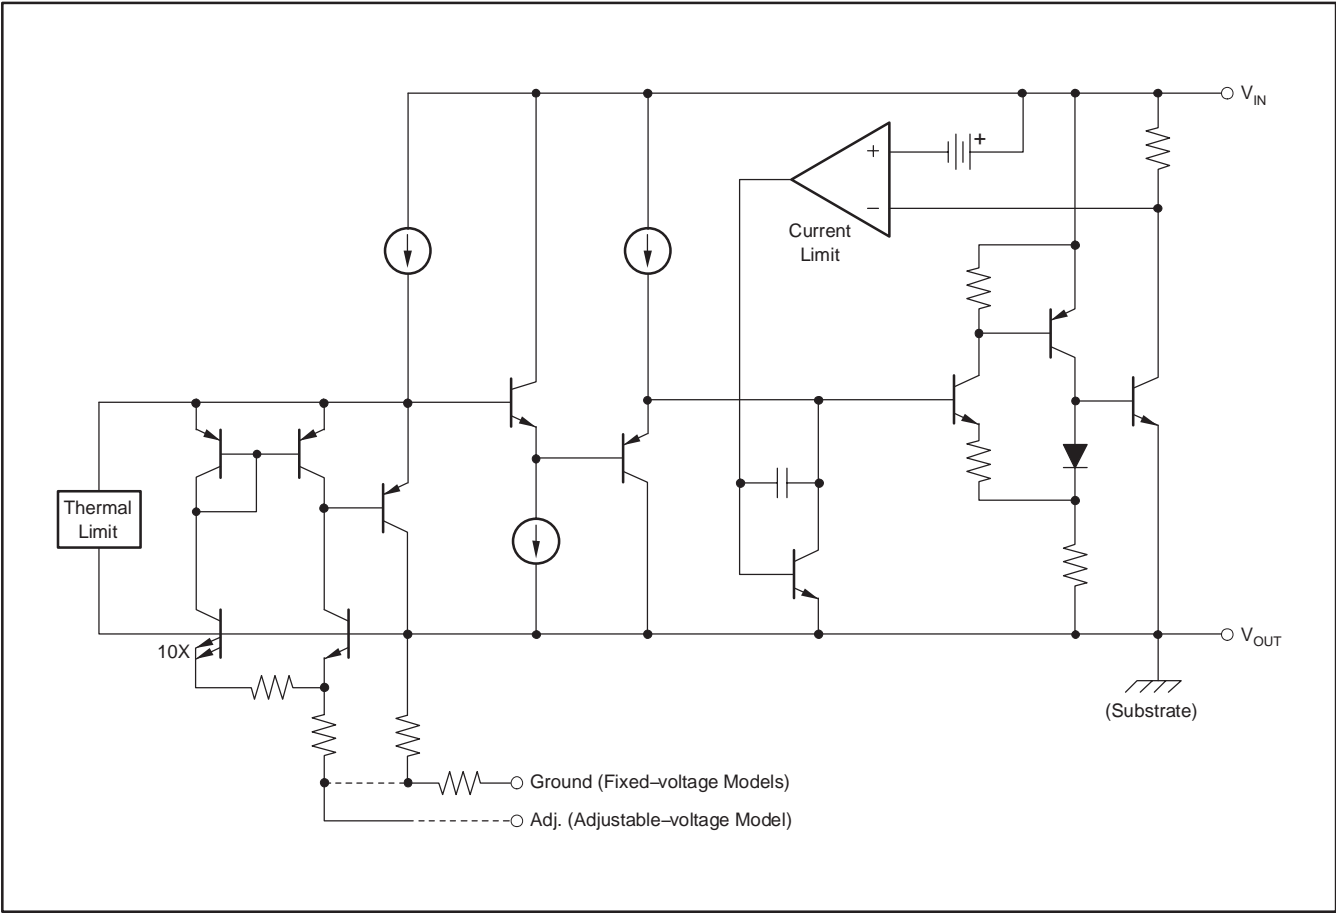 V_IN
+
+
−
Current
Limit
Thermal
Limit
10X
V_OUT
(Substrate)
Ground (Fixed–voltage Models)
Adj. (Adjustable–voltage Model)